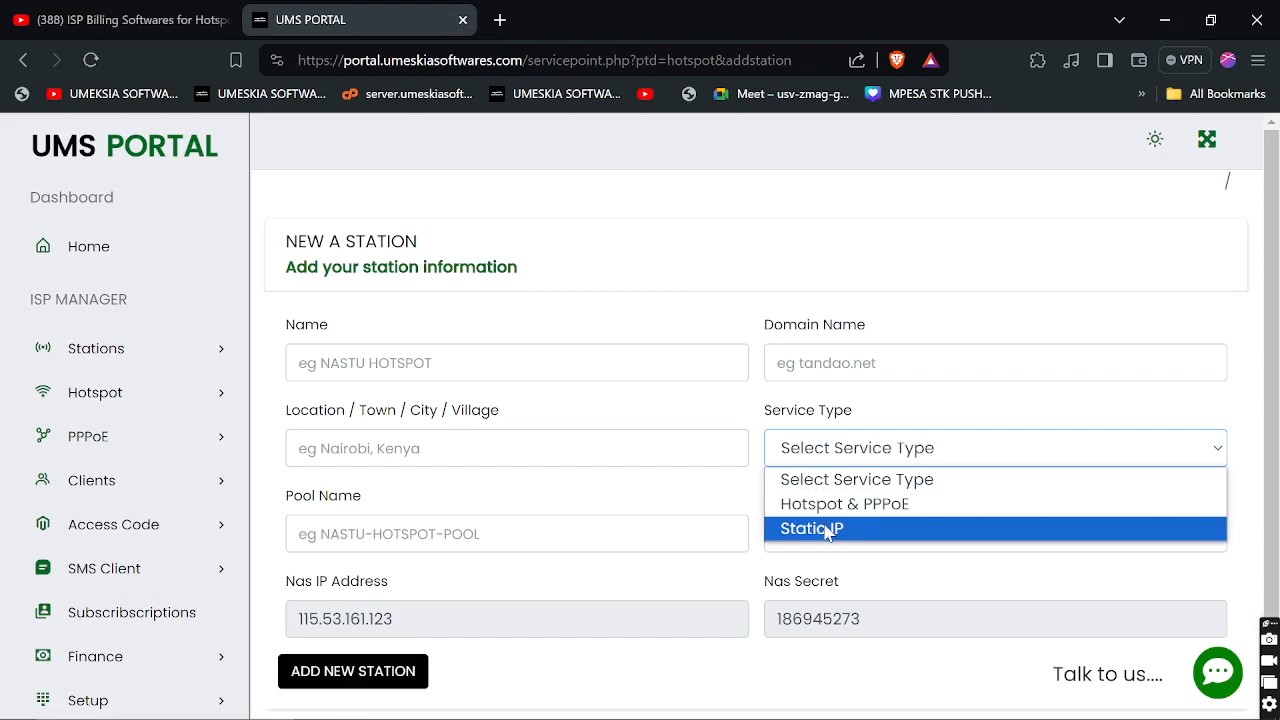 (388) ISP Billing Softwares for Hotsp
UMS PORTAL
https://portal.umeskiasoftwares.com/servicepoint.php?ptd=hotspot&addstation
VPN
UMEKSIA SOFTWA...
UMESKIA SOFTWA...
server.umeskiasoft...
UMESKIA SOFTWA...
Meet – usv-zmag-g...
MPESA STK PUSH...
»
All Bookmarks
UMS PORTAL
Dashboard
Home
ISP MANAGER
Stations
Hotspot
PPPoE
Clients
Access Code
SMS Client
Subscribscriptions
Finance
Setup
/
NEW A STATION
Add your station information
Name
Domain Name
eg NASTU HOTSPOT
eg tandao.net
Location / Town / City / Village
Service Type
eg Nairobi, Kenya
Select Service Type
Select Service Type
Hotspot & PPPoE
Static IP
Pool Name
eg NASTU-HOTSPOT-POOL
Nas IP Address
Nas Secret
115.53.161.123
186945273
ADD NEW STATION
Talk to us....